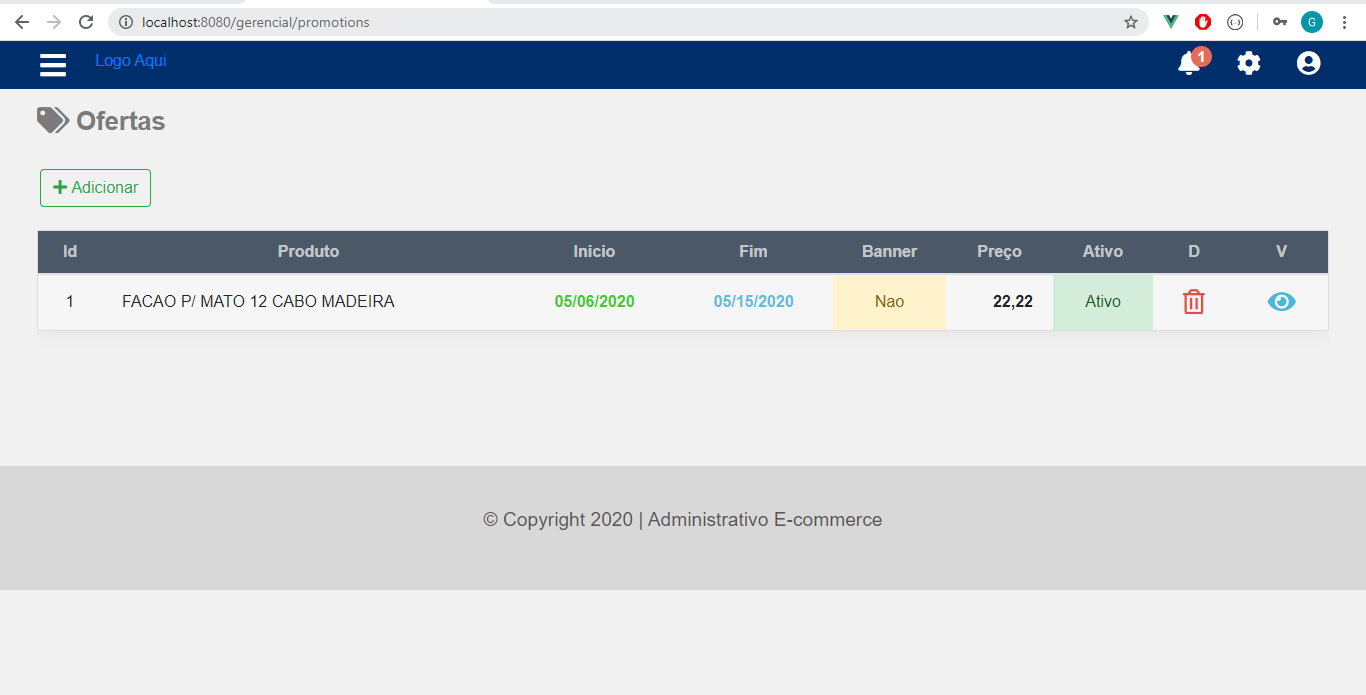 localhost:8080/gerencial/promotions
G
Logo Aqui
1
Ofertas
Adicionar
Id Produto Inicio Fim Banner Preço Ativo D V
1 FACAO P/ MATO 12 CABO MADEIRA 05/06/2020 05/15/2020 Nao 22,22 Ativo
© Copyright 2020 | Administrativo E-commerce